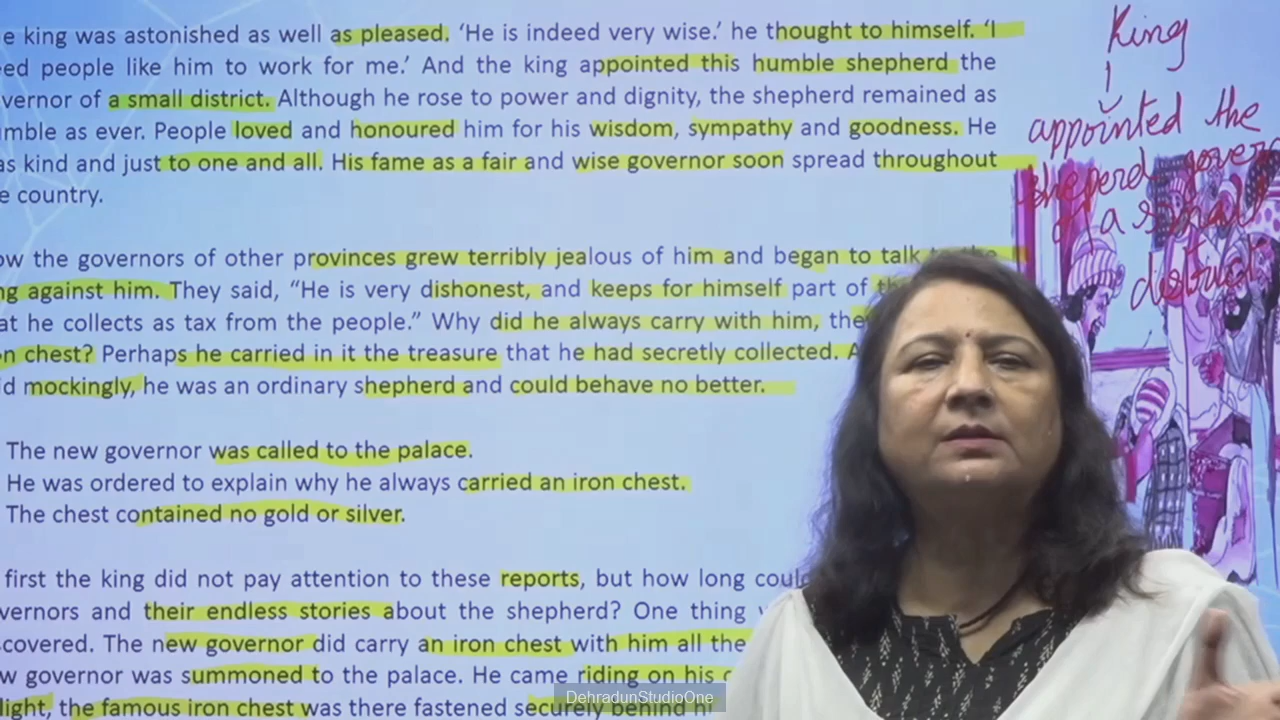 e king was astonished as well as pleased. ‘He is indeed very wise.’ he thought to himself. ‘I
eed people like him to work for me.’ And the king appointed this humble shepherd the
vernor of a small district. Although he rose to power and dignity, the shepherd remained as
mble as ever. People loved and honoured him for his wisdom, sympathy and goodness. He
as kind and just to one and all. His fame as a fair and wise governor soon spread throughout
e country.
ow the governors of other provinces grew terribly jealous of him and began to talk to the
ng against him. They said, “He is very dishonest, and keeps for himself part of
at he collects as tax from the people.” Why did he always carry with him, the
n chest? Perhaps he carried in it the treasure that he had secretly collected. A
d mockingly, he was an ordinary shepherd and could behave no better.
The new governor was called to the palace.
He was ordered to explain why he always carried an iron chest.
The chest contained no gold or silver.
first the king did not pay attention to these reports, but how long coul
vernors and their endless stories about the shepherd? One thing
covered. The new governor did carry an iron chest with him all the
w governor was summoned to the palace. He came riding on his
light, the famous iron chest was there fastened securely behind
King
appointed the
sheperd gover
of a small
district
DehradunStudioOne